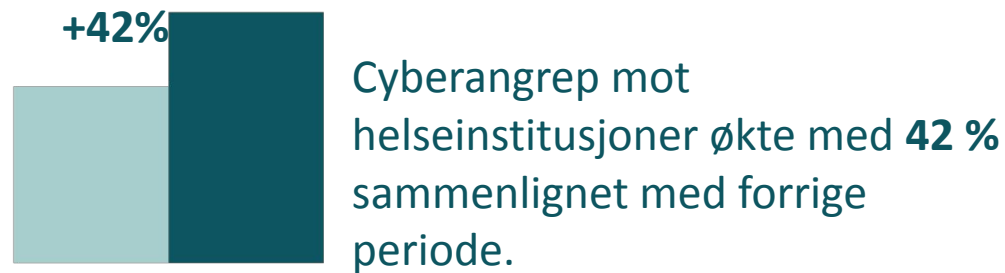 +42%
Cyberangrep mot
helseinstitusjoner økte med 42 %
sammenlignet med forrige
periode.